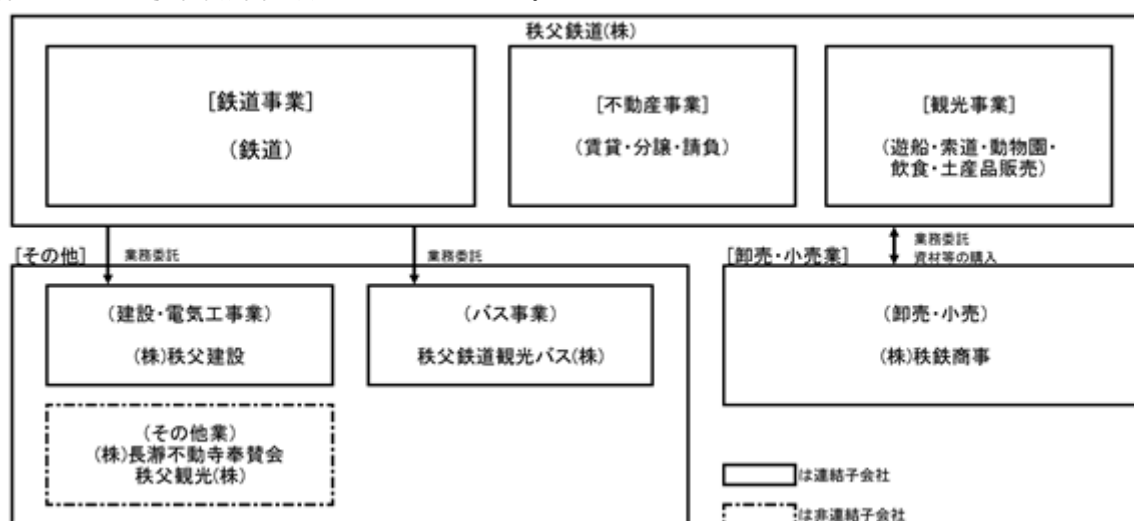 秩父鉄道(株)
[鉄道事業]
(鉄道)
[不動産事業]
(賃貸・分譲・請負)
[観光事業]
(遊船・索道・動物園・
飲食・土産品販売)
[その他]
業務委託
業務委託
[卸売・小売業]
業務委託
資材等の購入
(建設・電気工事業)
(株)秩父建設
(バス事業)
秩父鉄道観光バス(株)
(卸売・小売)
(株)秩鉄商事
(その他業)
(株)長瀞不動寺奉賛会
秩父観光(株)
は連結子会社
は非連結子会社